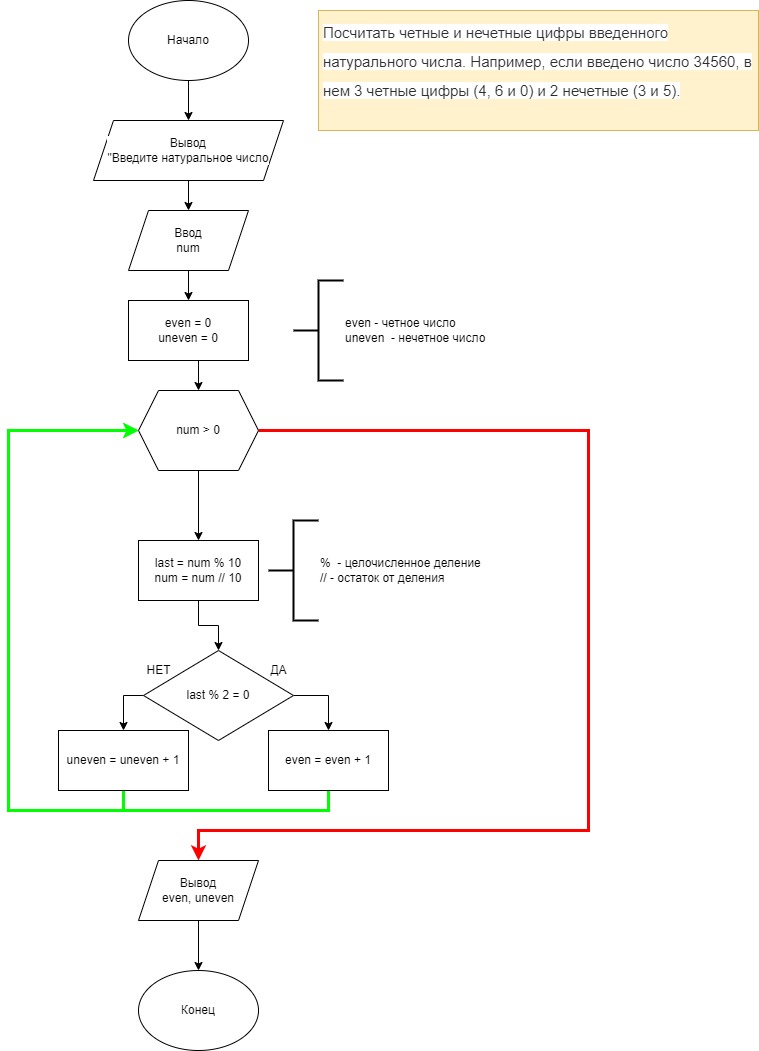 Начало
Посчитать четные и нечетные цифры введенного
натурального числа. Например, если введено число 34560, в
нем 3 четные цифры (4, 6 и 0) и 2 нечетные (3 и 5).
Вывод
"Введите натуральное число
Ввод
num
even = 0
uneven = 0
even - четное число
uneven - нечетное число
num > 0
last = num % 10
num = num // 10
% - целочисленное деление
// - остаток от деления
НЕТ
ДА
last % 2 = 0
uneven = uneven + 1
even = even + 1
Вывод
even, uneven
Конец